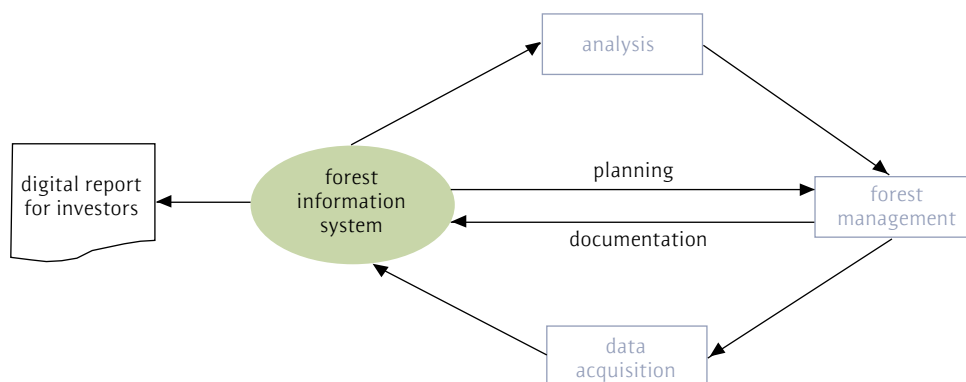 analysis
digital report
for investors
forest
information
system
planning
documentation
forest
management
data
acquisition